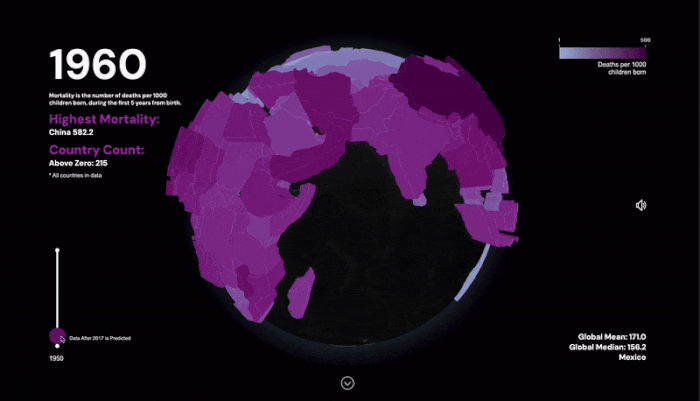 1960
Mortality is the number of deaths per 1000
children born, during the first 5 years from birth.
Highest Mortality:
China 582.2
Country Count:
Above Zero: 215
* All countries in data
1 500
Deaths per 1000
children born
Data After 2017 is Predicted
1950
Global Mean: 171.0
Global Median: 156.2
Mexico